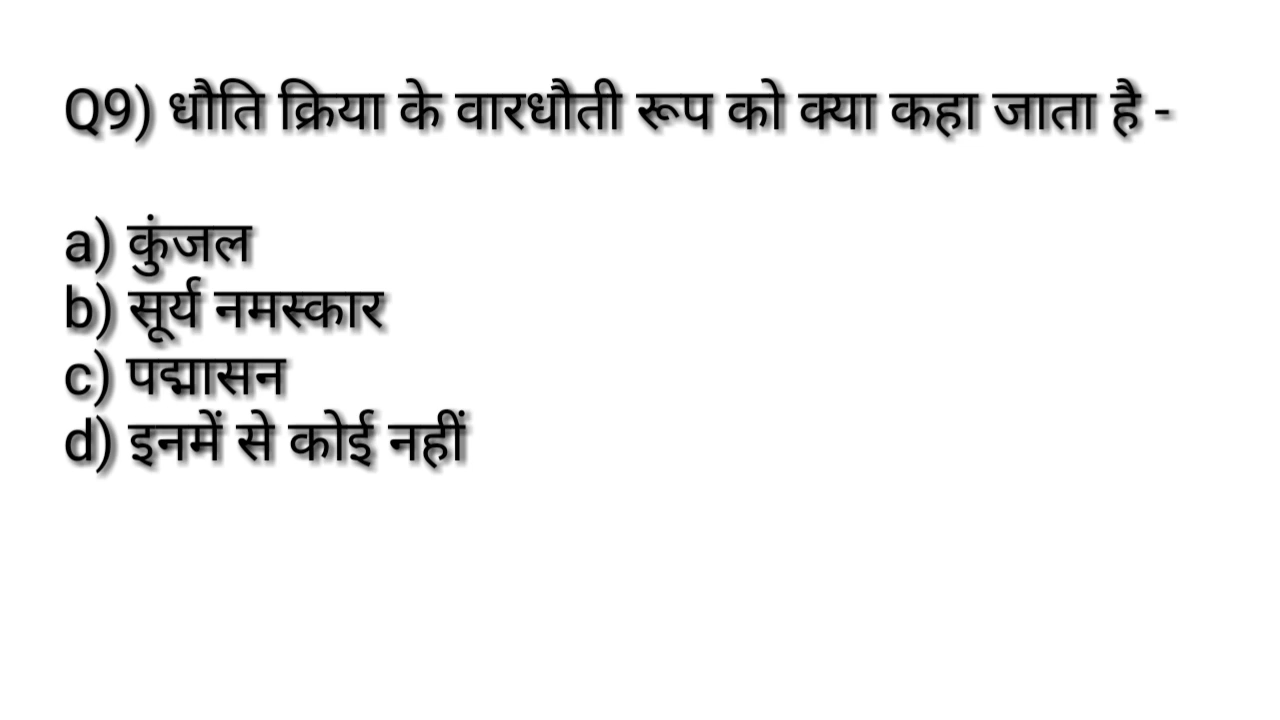 Q9) धौति क्रिया के वारधौती रूप को क्या कहा जाता है -
a) कुंजल
b) सूर्य नमस्कार
c) पद्मासन
d) इनमें से कोई नहीं